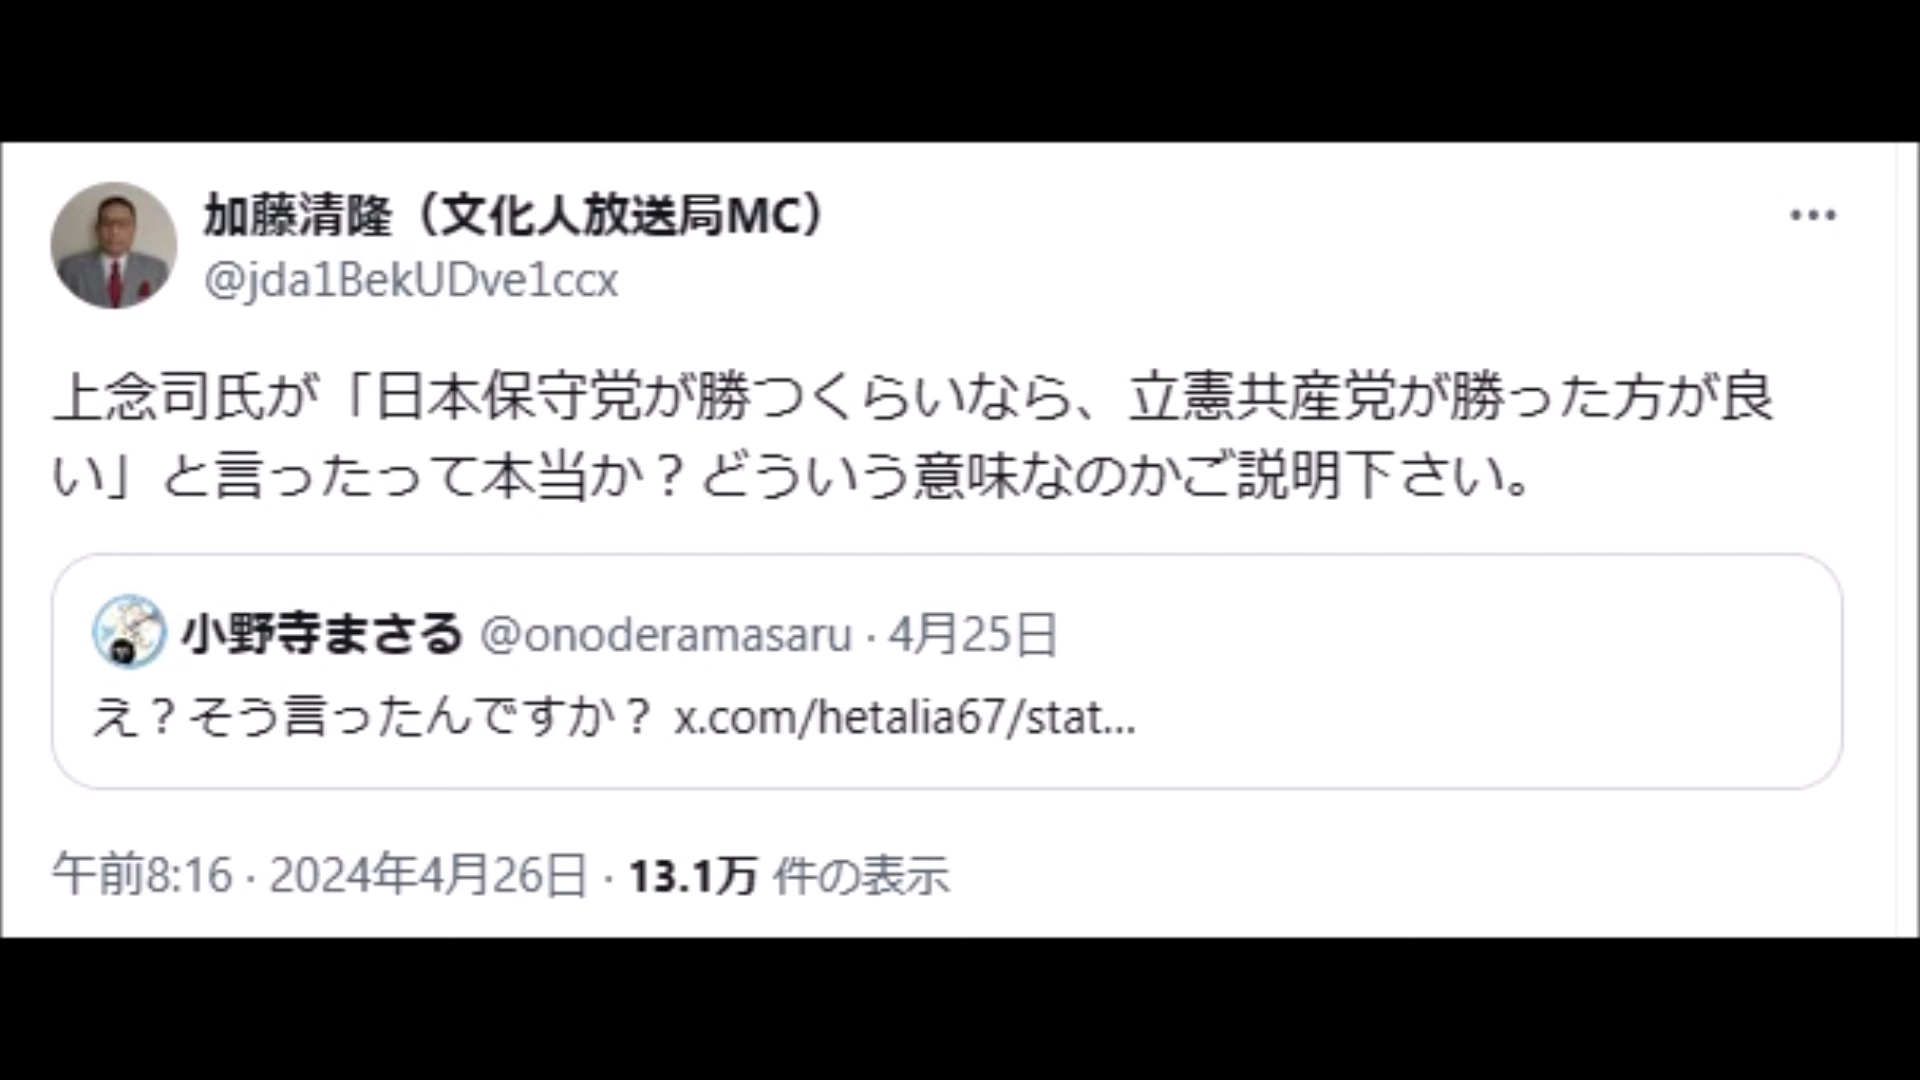 加藤清隆（文化人放送局MC）
@jda1BekUDve1ccx
上念司氏が「日本保守党が勝つくらいなら、立憲共産党が勝った方が良
い」と言ったって本当か？どういう意味なのかご説明下さい。
小野寺まさる @onoderamasaru · 4月25日
え？そう言ったんですか？ x.com/hetalia67/stat...
午前8:16 · 2024年4月26日 · 13.1万 件の表示